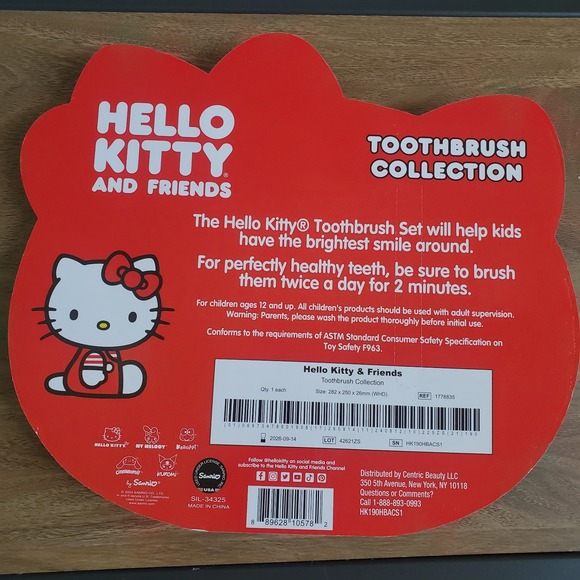 HELLO
KITTY®
AND FRIENDS
TOOTHBRUSH
COLLECTION
The Hello Kitty® Toothbrush Set will help kids
have the brightest smile around.
For perfectly healthy teeth, be sure to brush
them twice a day for 2 minutes.
For children ages 12 and up. All children's products should be used with adult supervision.
Warning: Parents, please wash the product thoroughly before initial use.
Conforms to the requirements of ASTM Standard Consumer Safety Specification on
Toy Safety F963.
Hello Kitty & Friends
Toothbrush Collection
Qty. 1 each Size: 282 x 250 x 26mm (WHD) REF 1778835
2026-09-14 LOT 42621ZS SN HK190HBACS1
HELLO KITTY MY MELODY
KUROMI
by Sanrio
Follow @hellokitty on social media and
subscribe to the Hello Kitty and Friends Channel
Sanrio
USA
SIL-34325
MADE IN CHINA
8 89628 10578 2
Distributed by Centric Beauty LLC
350 5th Avenue, New York, NY 10118
Questions or Comments?
Call 1-888-893-0993
HK190HBACS1